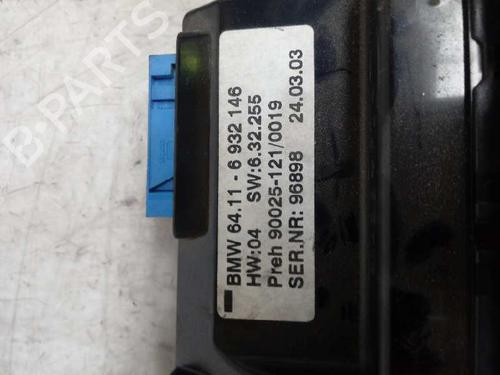 BMW 64.11 - 6 932 146
HW:04 SW:6.32.255
Preh 90025-121/0019
SER.NR: 96898 24.03.03
B-PARTS